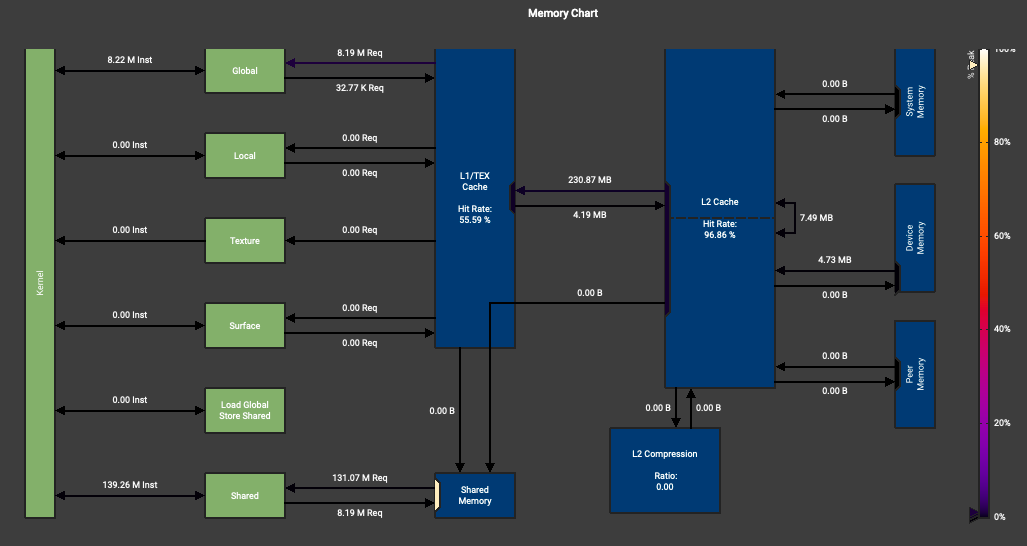 Memory Chart
100%
% Peak
8.22 M Inst
Global
8.19 M Req
32.77 K Req
0.00 Inst
Local
0.00 Req
0.00 Req
0.00 Inst
Texture
0.00 Req
0.00 Inst
Surface
0.00 Req
0.00 Req
0.00 Inst
Load Global
Store Shared
139.26 M Inst
Shared
131.07 M Req
8.19 M Req
Kernel
L1/TEX
Cache
Hit Rate:
55.59 %
230.87 MB
4.19 MB
0.00 B
0.00 B
Shared
Memory
L2 Cache
Hit Rate:
96.86 %
7.49 MB
0.00 B
0.00 B
System
Memory
4.73 MB
0.00 B
Device
Memory
0.00 B
0.00 B
Peer
Memory
0.00 B
0.00 B
L2 Compression
Ratio:
0.00
80%
60%
40%
20%
0%